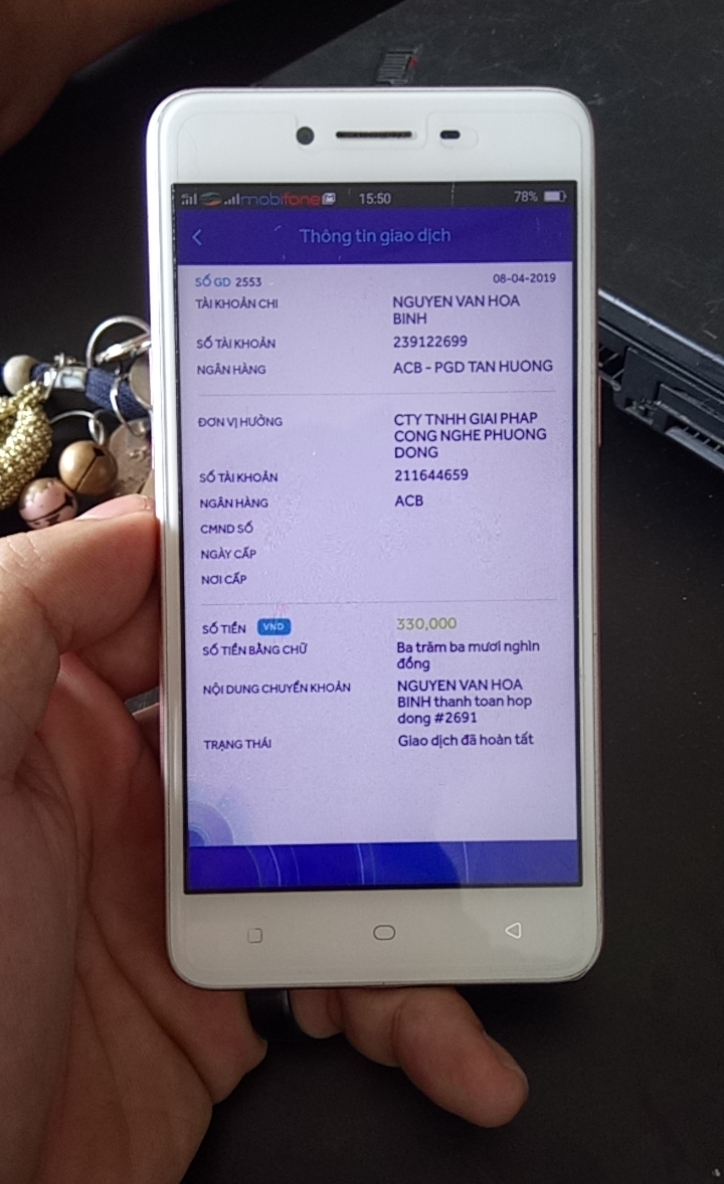 mobifone 15:50 78%
Thông tin giao dịch
SỐ GD 2553 08-04-2019
TÀI KHOẢN CHI NGUYEN VAN HOA
BINH
SỐ TÀI KHOẢN 239122699
NGÂN HÀNG ACB - PGD TAN HUONG
ĐƠN VỊ HƯỞNG CTY TNHH GIAI PHAP
CONG NGHE PHUONG
DONG
SỐ TÀI KHOẢN 211644659
NGÂN HÀNG ACB
CMND SỐ
NGÀY CẤP
NƠI CẤP
SỐ TIỀN VND 330,000
SỐ TIỀN BẰNG CHỮ Ba trăm ba mươi nghìn
đồng
NỘI DUNG CHUYỂN KHOẢN NGUYEN VAN HOA
BINH thanh toan hop
dong #2691
TRẠNG THÁI Giao dịch đã hoàn tất